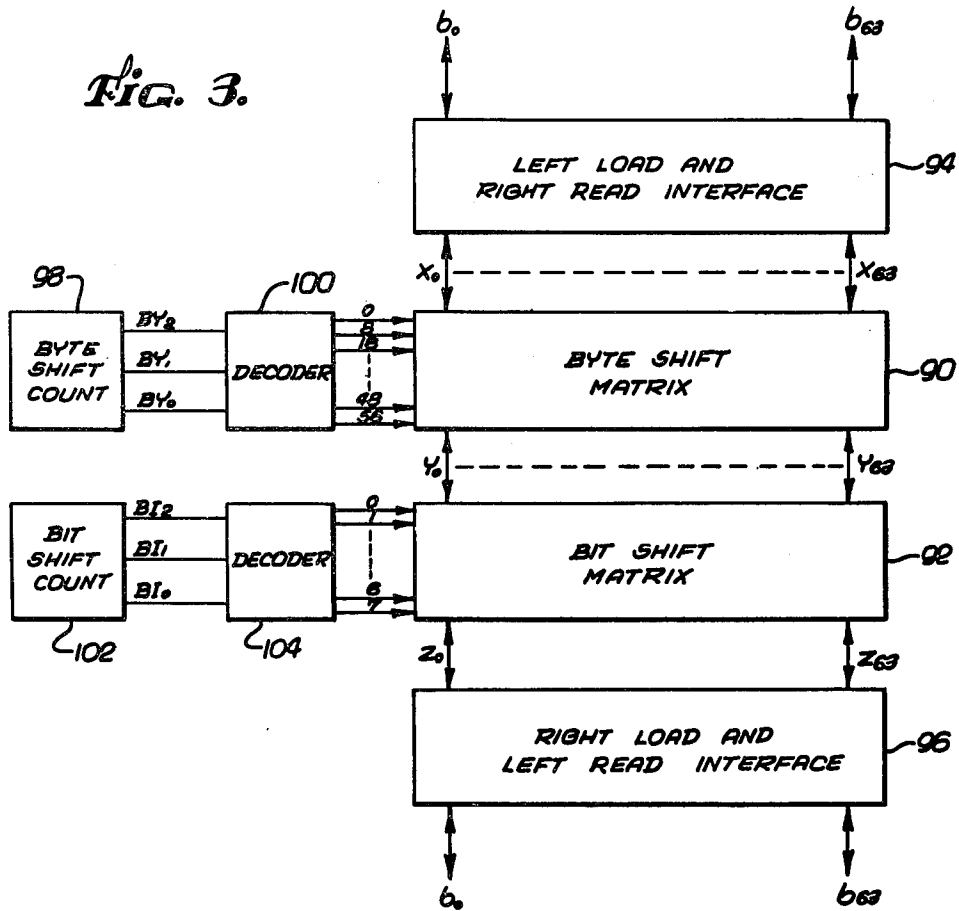 Fig. 3.
b₀ b₆₃
LEFT LOAD AND
RIGHT READ INTERFACE
94
X₀ X₆₃
98
BYTE
SHIFT
COUNT
BY₂
BY₁
BY₀
100
DECODER
0
8
16
48
56
BYTE SHIFT
MATRIX
90
Y₀ Y₆₃
BIT
SHIFT
COUNT
102
BI₂
BI₁
BI₀
DECODER
104
0
1
6
7
BIT SHIFT
MATRIX
92
Z₀ Z₆₃
RIGHT LOAD AND
LEFT READ INTERFACE
96
b₀ b₆₃